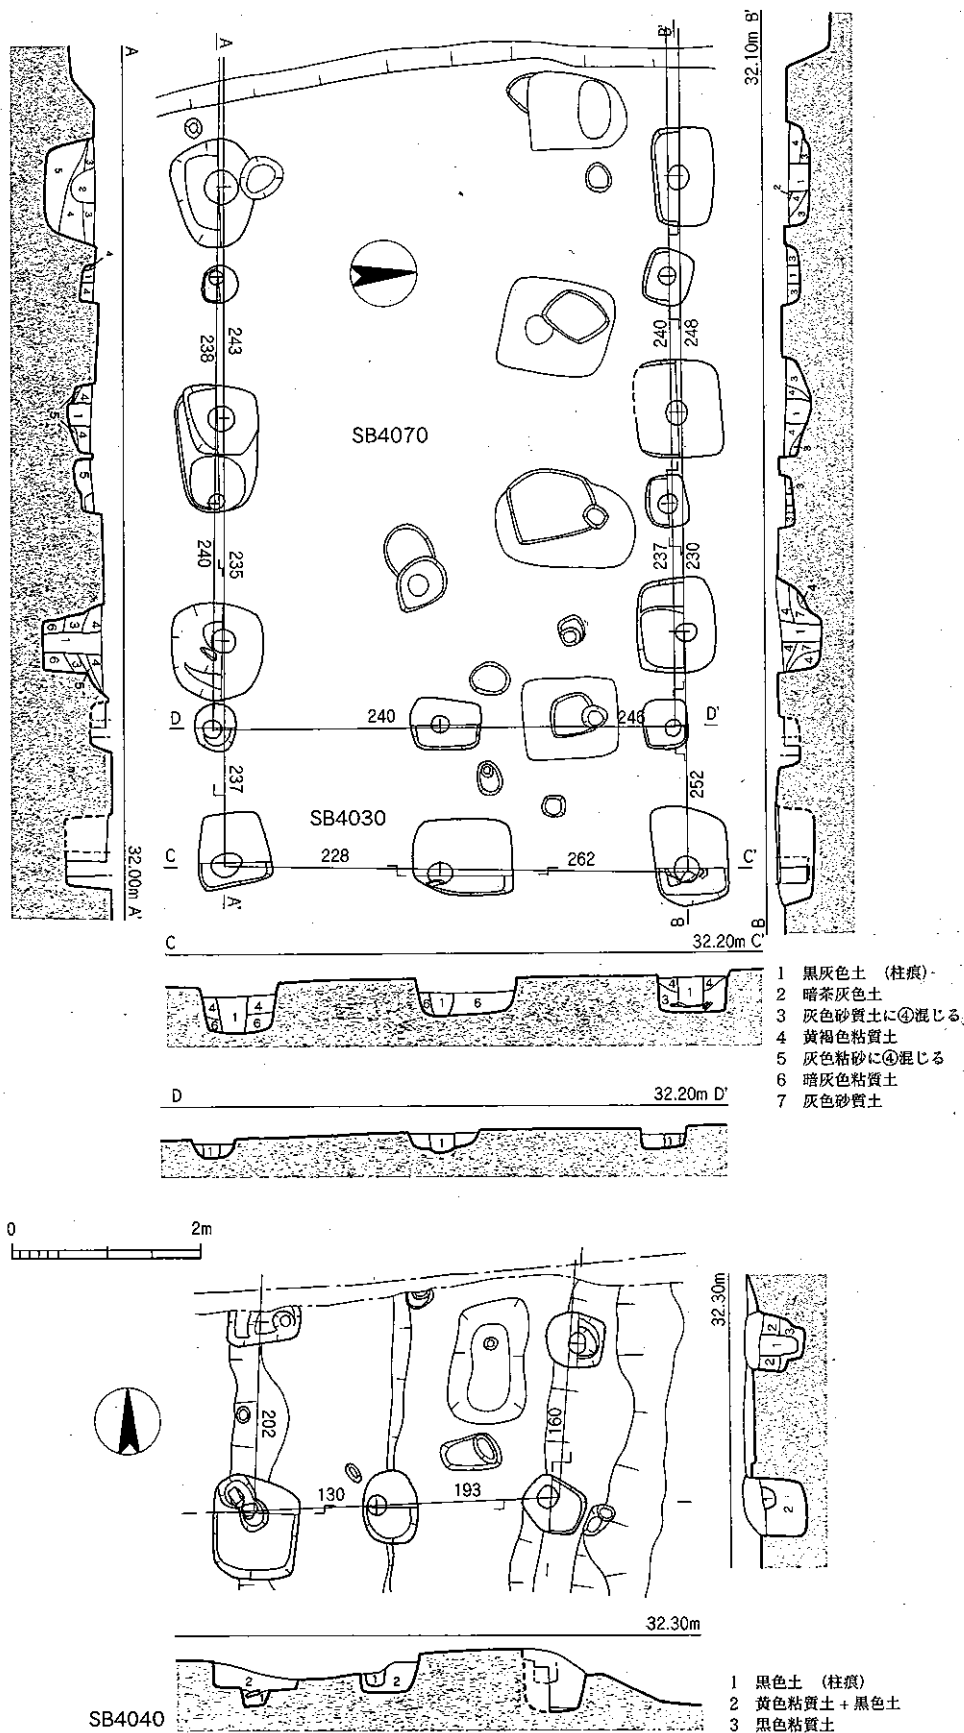 A
A
B'
B'
32.10m
243
238
240
248
SB4070
240
235
237
230
D
240
246
D'
237
252
SB4030
C
228
262
C'
A'
B
B
32.00m A'
C
32.20m C'
1 黒灰色土 (柱痕)
2 暗茶灰色土
3 灰色砂質土に④混じる
4 黄褐色粘質土
5 灰色粘砂に④混じる
6 暗灰色粘質土
7 灰色砂質土
D
32.20m D'
0 2m
32.30m
202
160
130
193
32.30m
SB4040
1 黒色土 (柱痕)
2 黄色粘質土+黒色土
3 黒色粘質土